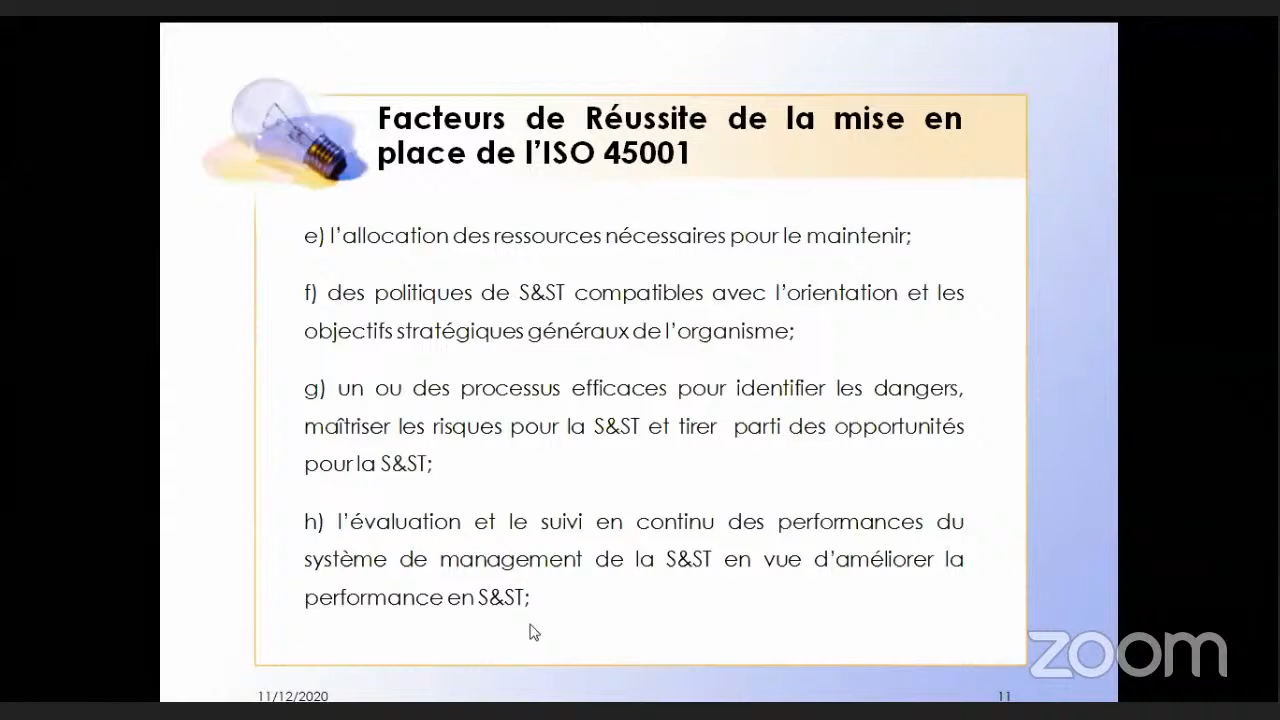 Facteurs de Réussite de la mise en
place de l'ISO 45001
e) l'allocation des ressources nécessaires pour le maintenir;
f) des politiques de S&ST compatibles avec l'orientation et les
objectifs stratégiques généraux de l'organisme;
g) un ou des processus efficaces pour identifier les dangers,
maîtriser les risques pour la S&ST et tirer parti des opportunités
pour la S&ST;
h) l'évaluation et le suivi en continu des performances du
système de management de la S&ST en vue d'améliorer la
performance en S&ST;
zoom
11/12/2020
11